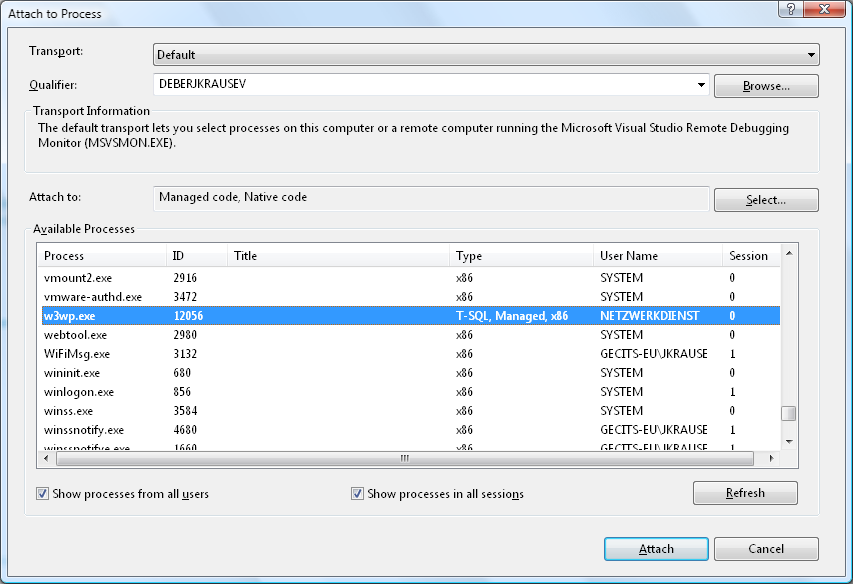 Attach to Process
Transport: Default
Qualifier: DEBERJKRAUSEV Browse...
Transport Information
The default transport lets you select processes on this computer or a remote computer running the Microsoft Visual Studio Remote Debugging
Monitor (MSVSMON.EXE).
Attach to: Managed code, Native code Select...
Available Processes
Process ID Title Type User Name Session
vmount2.exe 2916 x86 SYSTEM 0
vmware-authd.exe 3472 x86 SYSTEM 0
w3wp.exe 12056 T-SQL, Managed, x86 NETZWERKDIENST 0
webtool.exe 2980 x86 SYSTEM 0
WiFiMsg.exe 3132 x86 GECITS-EU\JKRAUSE 1
wininit.exe 680 x86 SYSTEM 0
winlogon.exe 856 x86 SYSTEM 1
winss.exe 3584 x86 SYSTEM 0
winssnotify.exe 4680 x86 GECITS-EU\JKRAUSE 1
winssnotifye.exe 1660 x86 GECITS-EU\JKRAUSE 1
Show processes from all users Show processes in all sessions Refresh
Attach Cancel